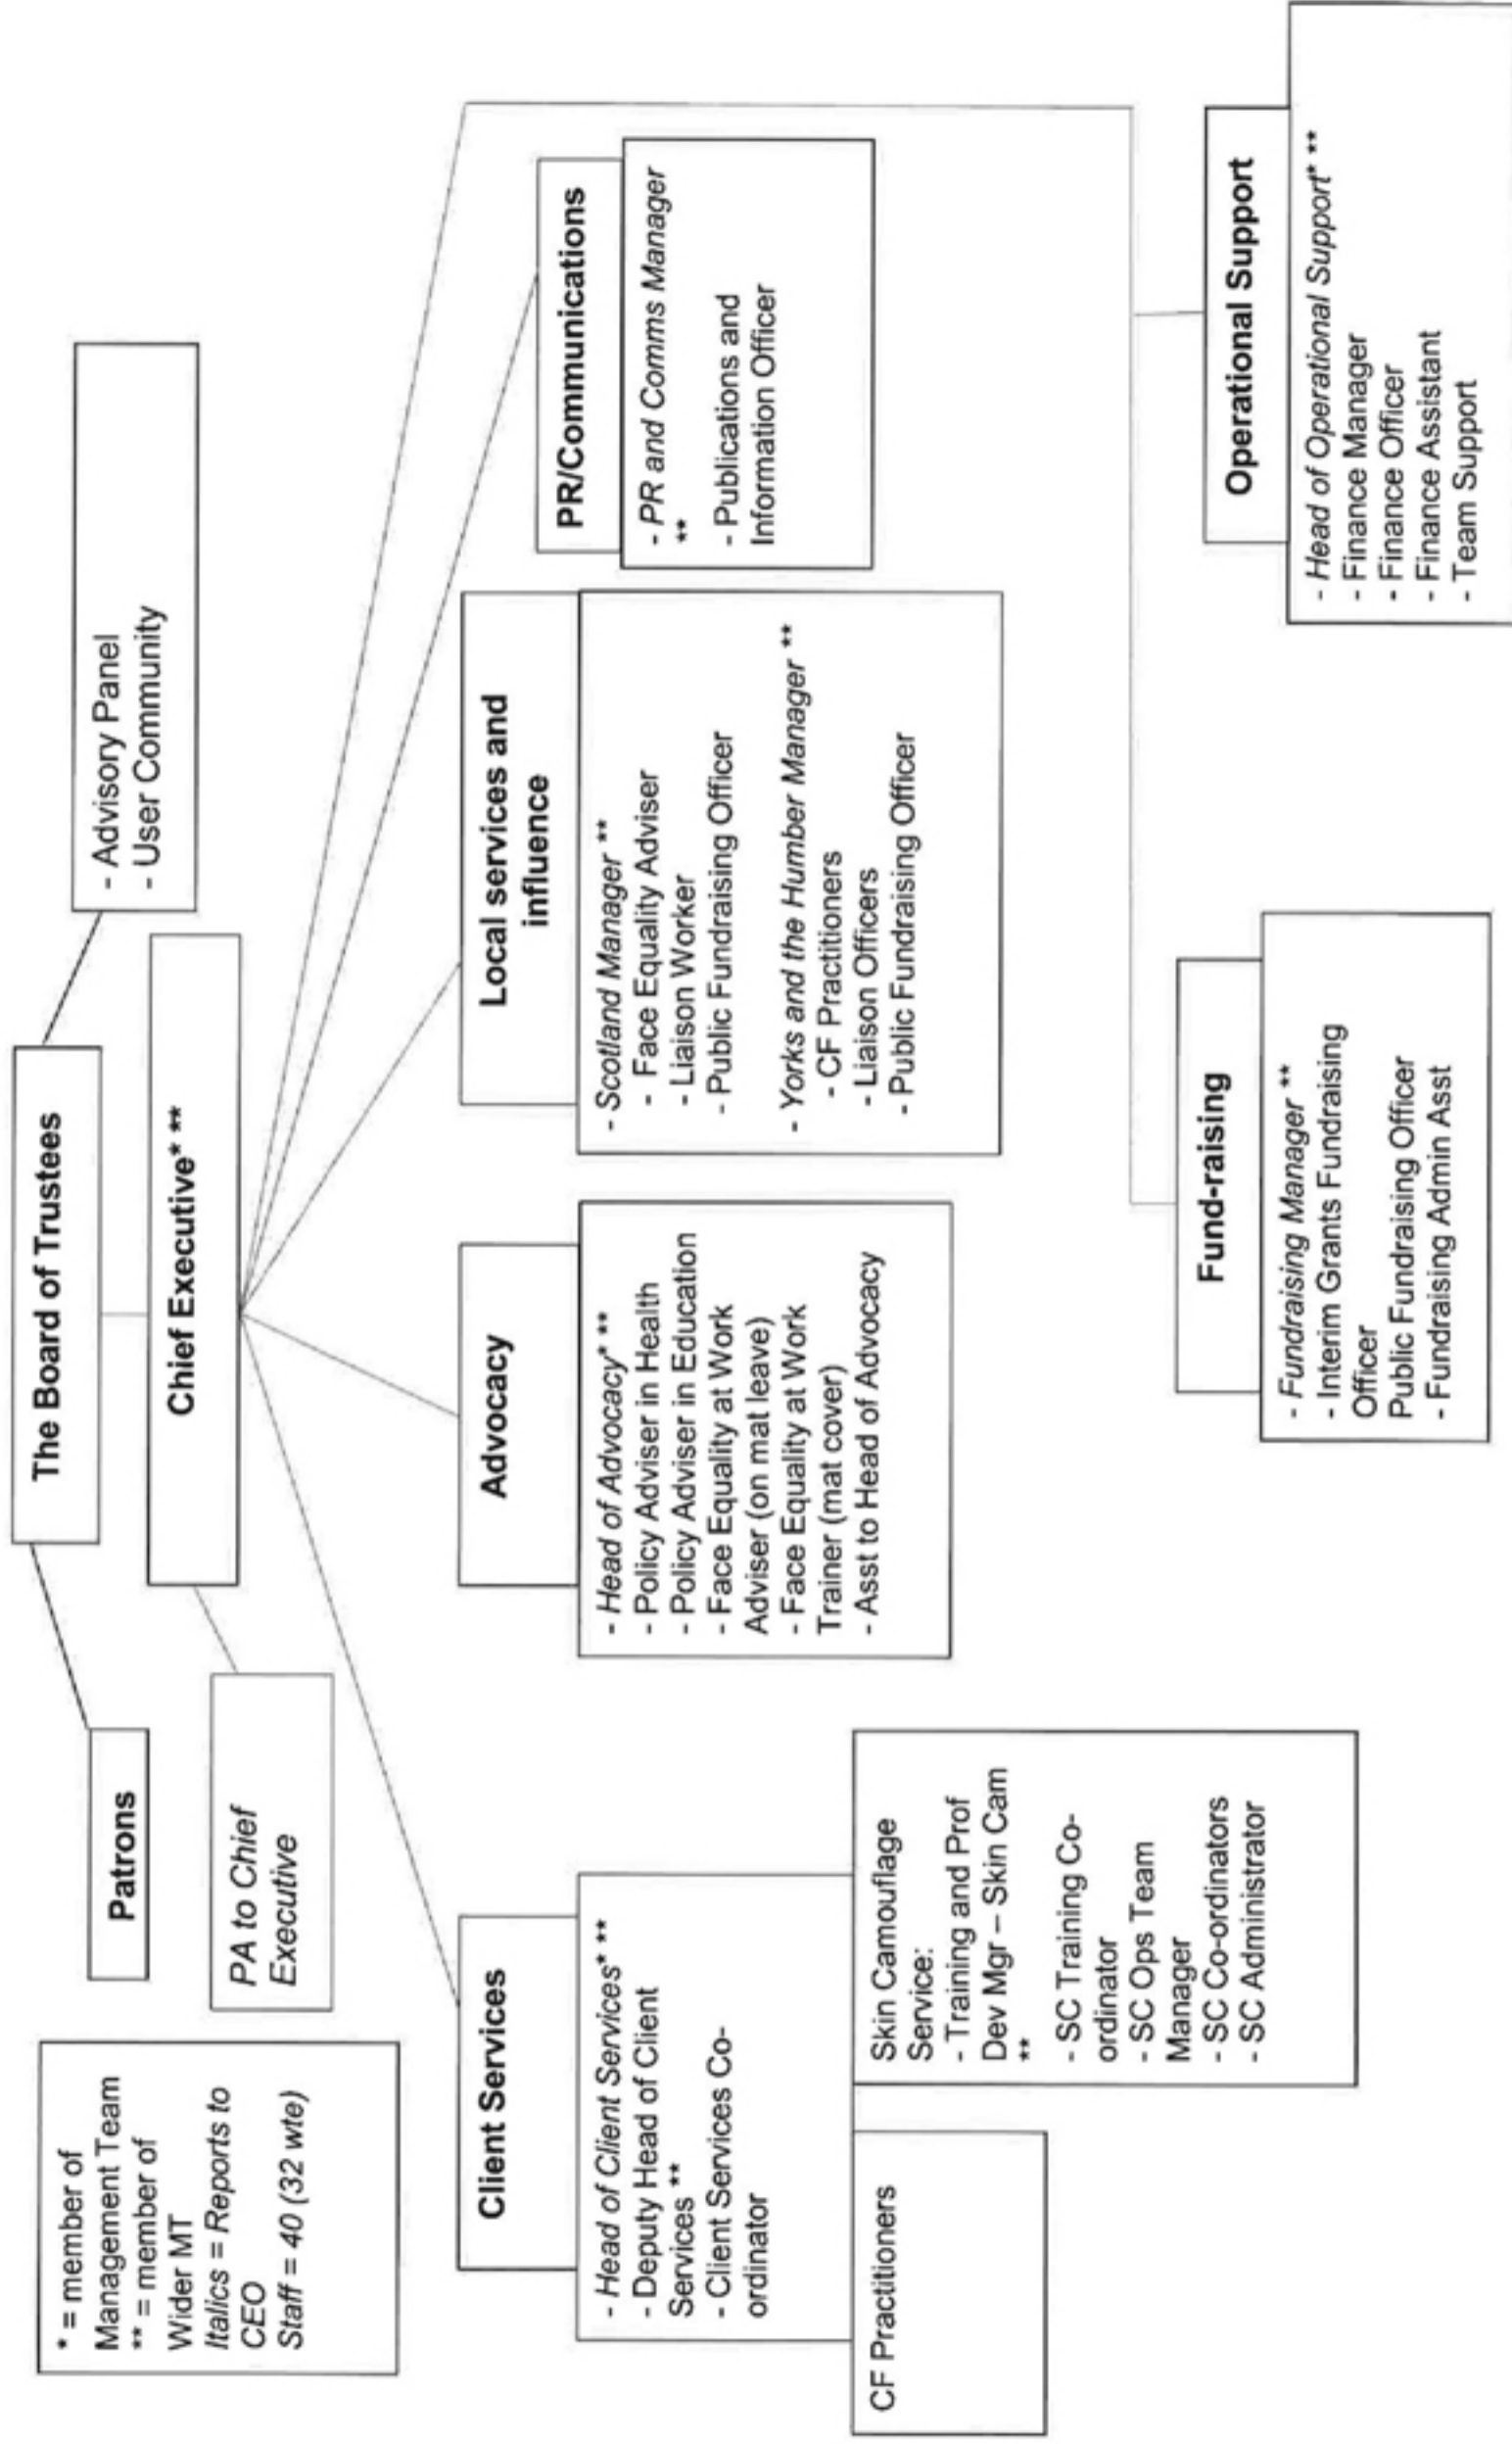 The Board of Trustees
Patrons
- Advisory Panel
- User Community
Chief Executive* **
PA to Chief
Executive
* = member of
Management Team
** = member of
Wider MT
Italics = Reports to
CEO
Staff = 40 (32 wte)
Client Services
- Head of Client Services* **
- Deputy Head of Client
Services **
- Client Services Co-
ordinator
CF Practitioners
Skin Camouflage
Service:
- Training and Prof
Dev Mgr – Skin Cam
**
- SC Training Co-
ordinator
- SC Ops Team
Manager
- SC Co-ordinators
- SC Administrator
Advocacy
- Head of Advocacy* **
- Policy Adviser in Health
- Policy Adviser in Education
- Face Equality at Work
Adviser (on mat leave)
- Face Equality at Work
Trainer (mat cover)
- Asst to Head of Advocacy
Local services and
influence
- Scotland Manager **
- Face Equality Adviser
- Liaison Worker
- Public Fundraising Officer
- Yorks and the Humber Manager **
- CF Practitioners
- Liaison Officers
- Public Fundraising Officer
PR/Communications
- PR and Comms Manager
**
- Publications and
Information Officer
Fund-raising
- Fundraising Manager **
- Interim Grants Fundraising
Officer
Public Fundraising Officer
- Fundraising Admin Asst
Operational Support
- Head of Operational Support* **
- Finance Manager
- Finance Officer
- Finance Assistant
- Team Support